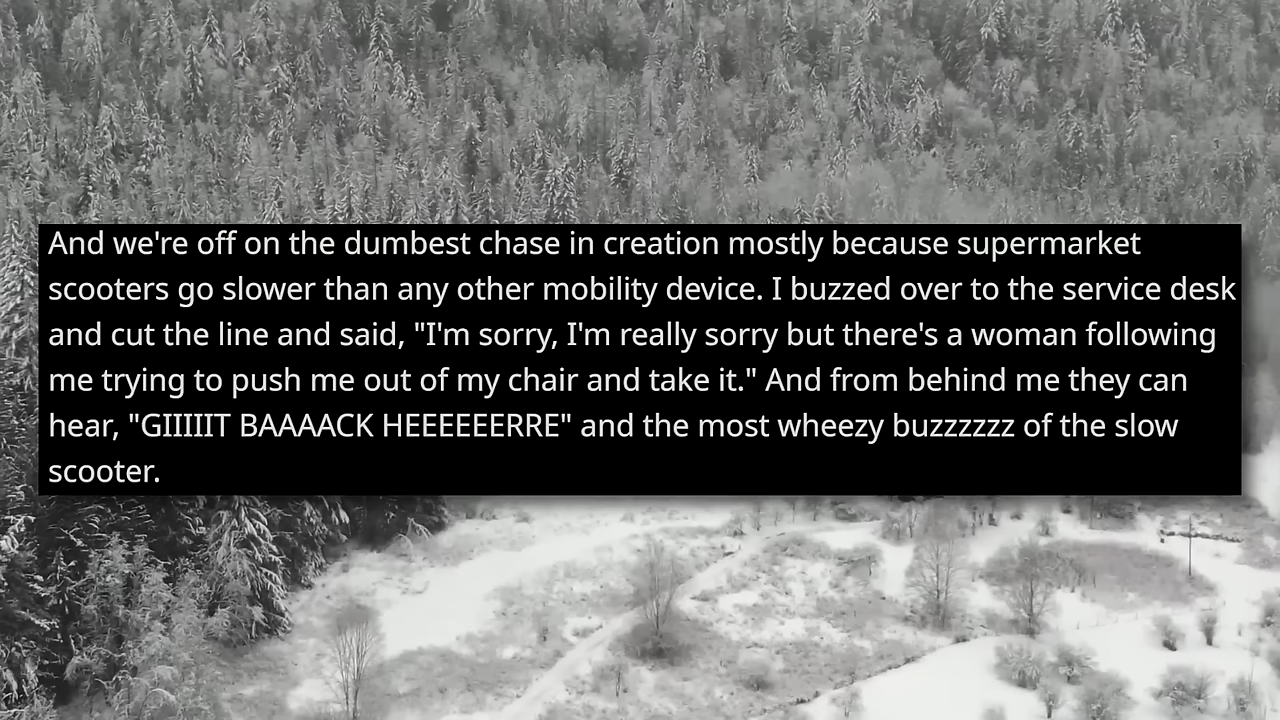 And we're off on the dumbest chase in creation mostly because supermarket
scooters go slower than any other mobility device. I buzzed over to the service desk
and cut the line and said, "I'm sorry, I'm really sorry but there's a woman following
me trying to push me out of my chair and take it." And from behind me they can
hear, "GIIIIIT BAAAACK HEEEEEERRE" and the most wheezy buzzzzzz of the slow
scooter.